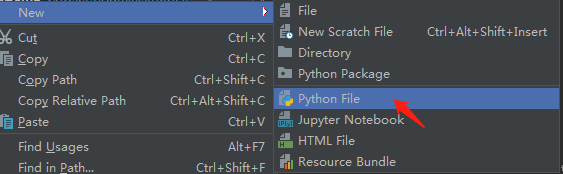 New
Cut Ctrl+X
Copy Ctrl+C
Copy Path Ctrl+Shift+C
Copy Relative Path Ctrl+Alt+Shift+C
Paste Ctrl+V
Find Usages Alt+F7
Find in Path... Ctrl+Shift+F
File
New Scratch File Ctrl+Alt+Shift+Insert
Directory
Python Package
Python File
Jupyter Notebook
HTML File
Resource Bundle